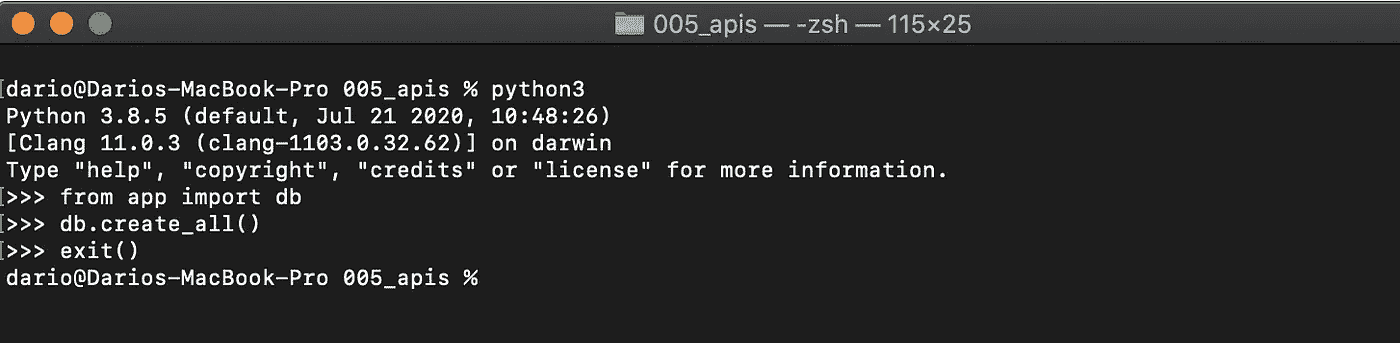 005_apis — -zsh — 115×25
[dario@Darios-MacBook-Pro 005_apis % python3
Python 3.8.5 (default, Jul 21 2020, 10:48:26)
[Clang 11.0.3 (clang-1103.0.32.62)] on darwin
Type "help", "copyright", "credits" or "license" for more information.
[>>> from app import db
[>>> db.create_all()
[>>> exit()
dario@Darios-MacBook-Pro 005_apis %